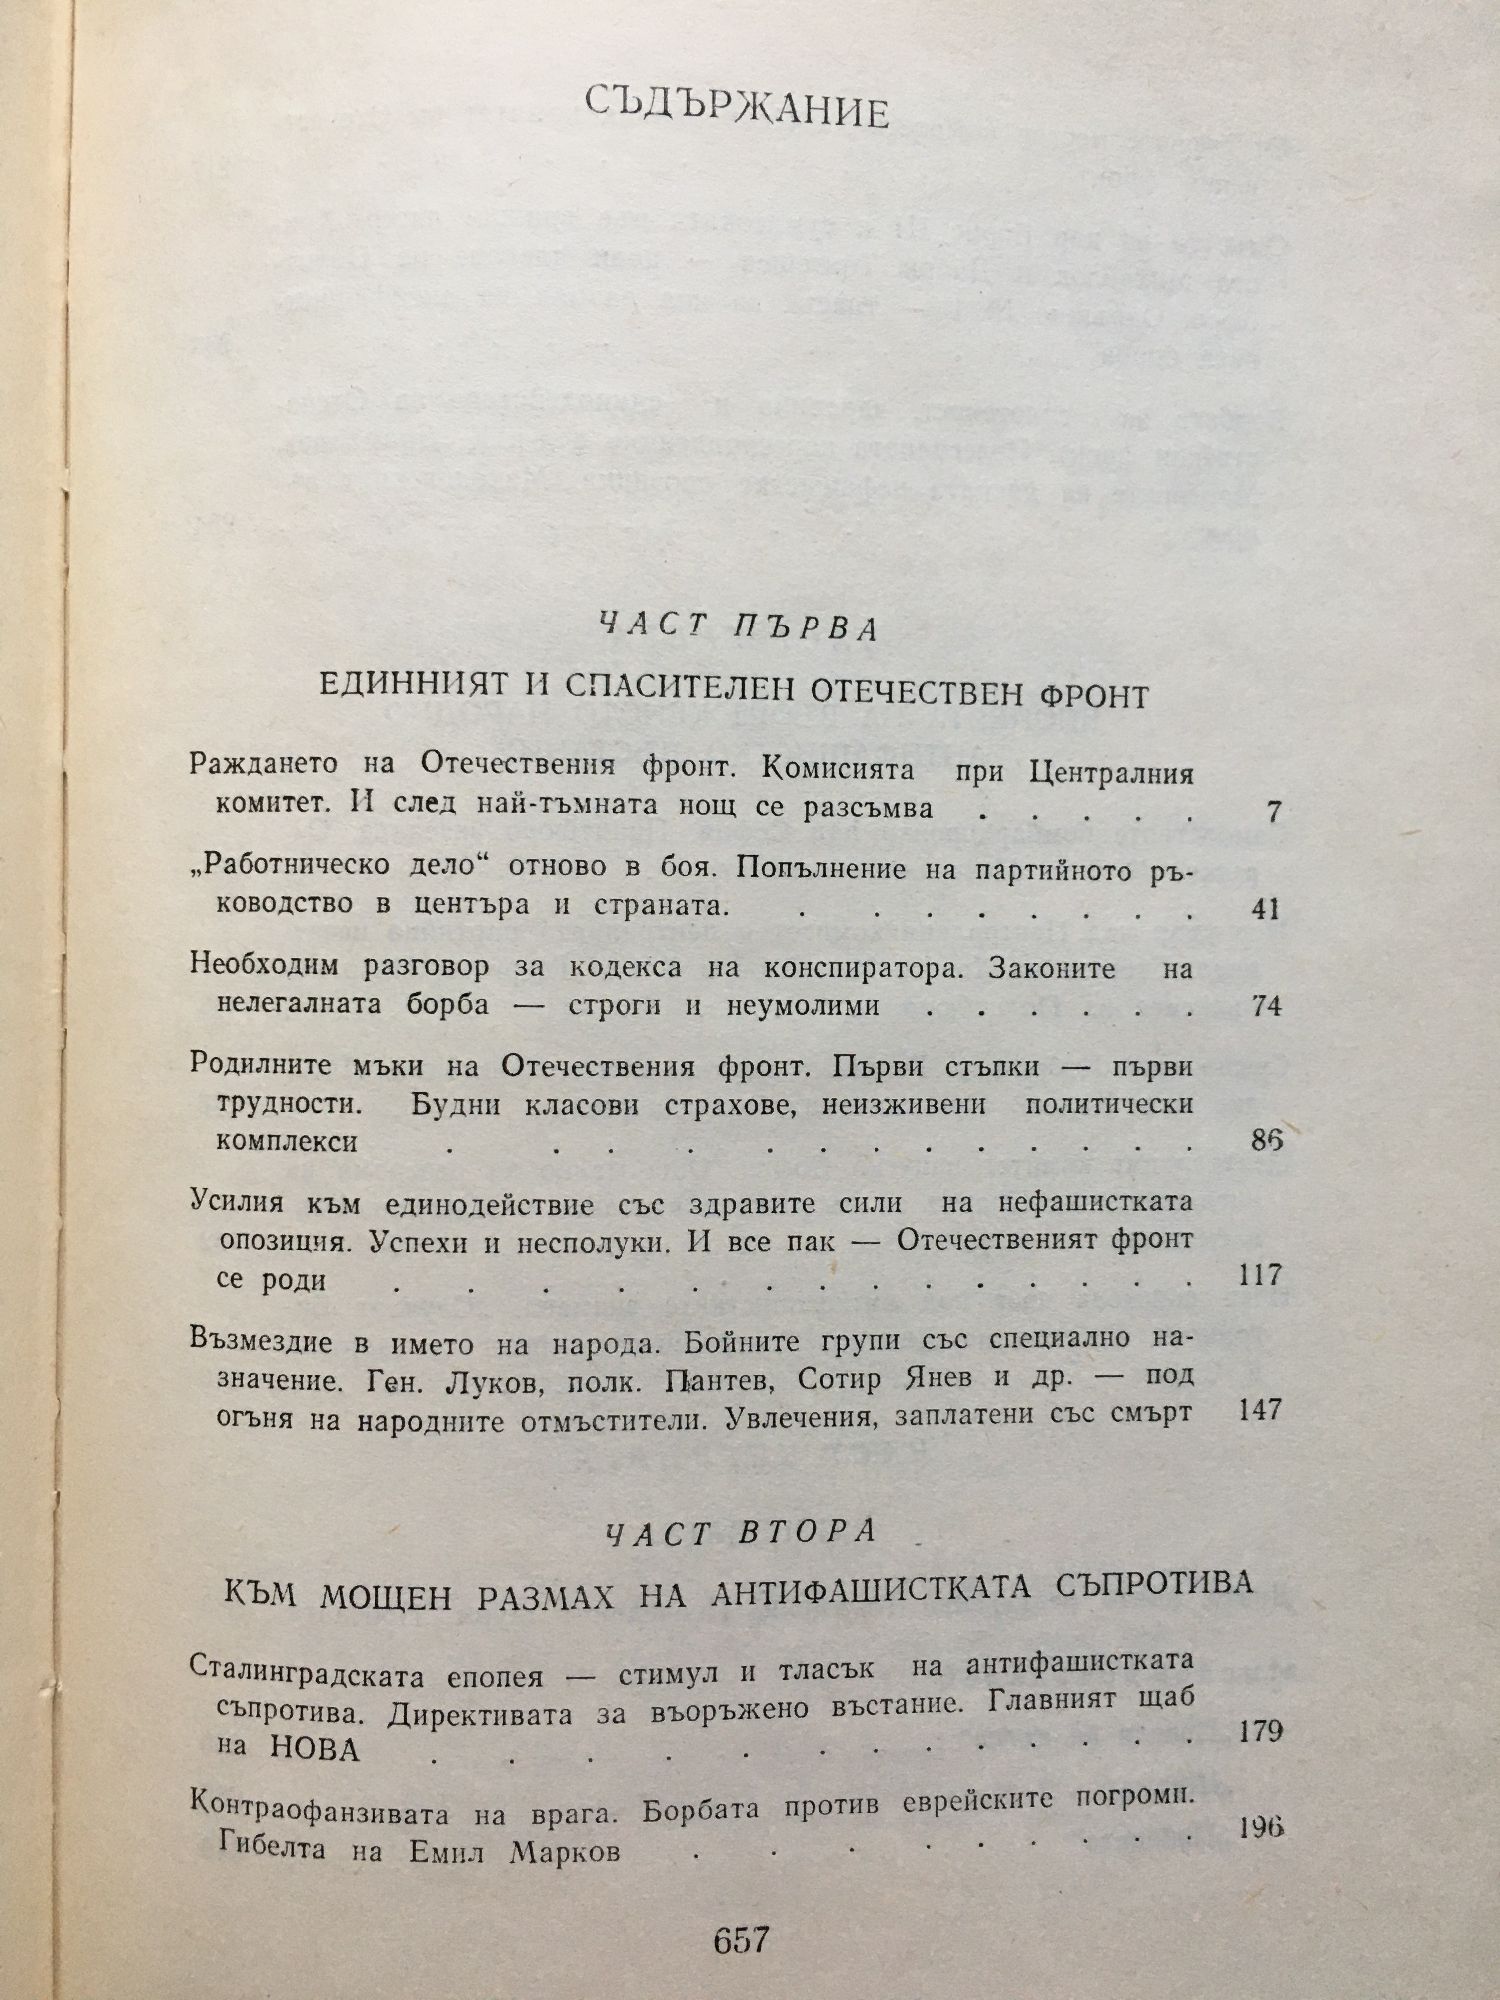 СЪДЪРЖАНИЕ
ЧАСТ ПЪРВА
ЕДИННИЯТ И СПАСИТЕЛЕН ОТЕЧЕСТВЕН ФРОНТ
Раждането на Отечествения фронт. Комисията при Централния
комитет. И след най-тъмната нощ се разсъмва . . . . . 7
„Работническо дело“ отново в боя. Попълнение на партийното ръ-
ководство в центъра и страната. . . . . . . . 41
Необходим разговор за кодекса на конспиратора. Законите на
нелегалната борба — строги и неумолими . . . . . . 74
Родилните мъки на Отечествения фронт. Първи стъпки — първи
трудности. Будни класови страхове, неизживени политически
комплекси . . . . . . . . . . . . 86
Усилия към единодействие със здравите сили на нефашистката
опозиция. Успехи и несполуки. И все пак — Отечественият фронт
се роди . . . . . . . . . . . . . 117
Възмездие в името на народа. Бойните групи със специално на-
значение. Ген. Луков, полк. Пантев, Сотир Янев и др. — под
огъня на народните отмъстители. Увлечения, заплатени със смърт 147
ЧАСТ ВТОРА
КЪМ МОЩЕН РАЗМАХ НА АНТИФАШИСТКАТА СЪПРОТИВА
Сталинградската епопея — стимул и тласък на антифашистката
съпротива. Директивата за въоръжено въстание. Главният щаб
на НОВА . . . . . . . . . . . . 179
Контраофанзивата на врага. Борбата против еврейските погроми.
Гибелта на Емил Марков . . . . . . . . 196
657